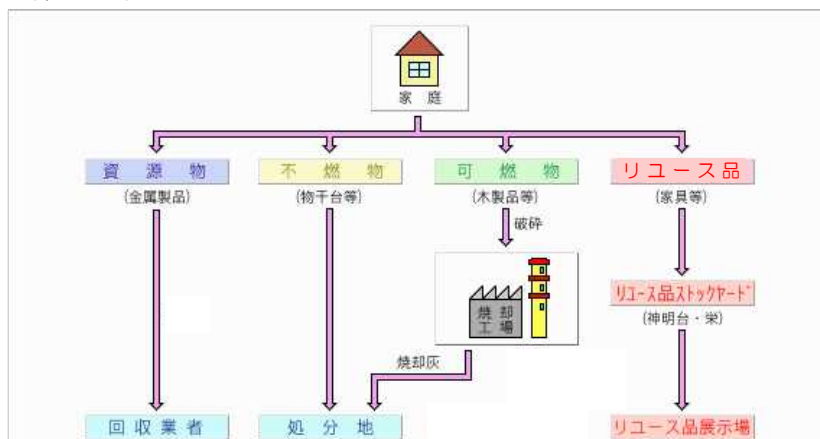 家 庭
資 源 物
不 燃 物
可 燃 物
リユース品
(金属製品)
(物干台等)
(木製品等)
(家具等)
破砕
焼 却
工 場
リユース品ストックヤード
(神明台・栄)
焼却灰
回 収 業 者
処 分 地
リユース品展示場